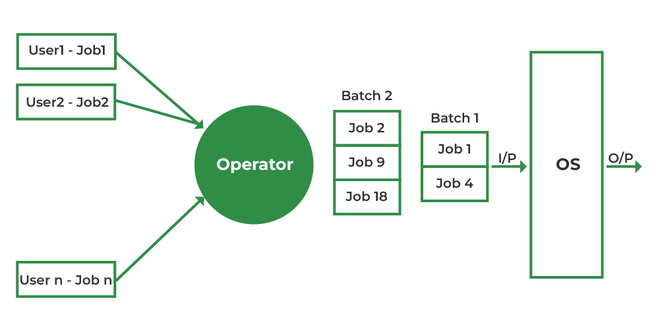 User1 - Job1
User2 - Job2
User n - Job n
Operator
Batch 2
Job 2
Job 9
Job 18
Batch 1
Job 1
Job 4
I/P
OS
O/P